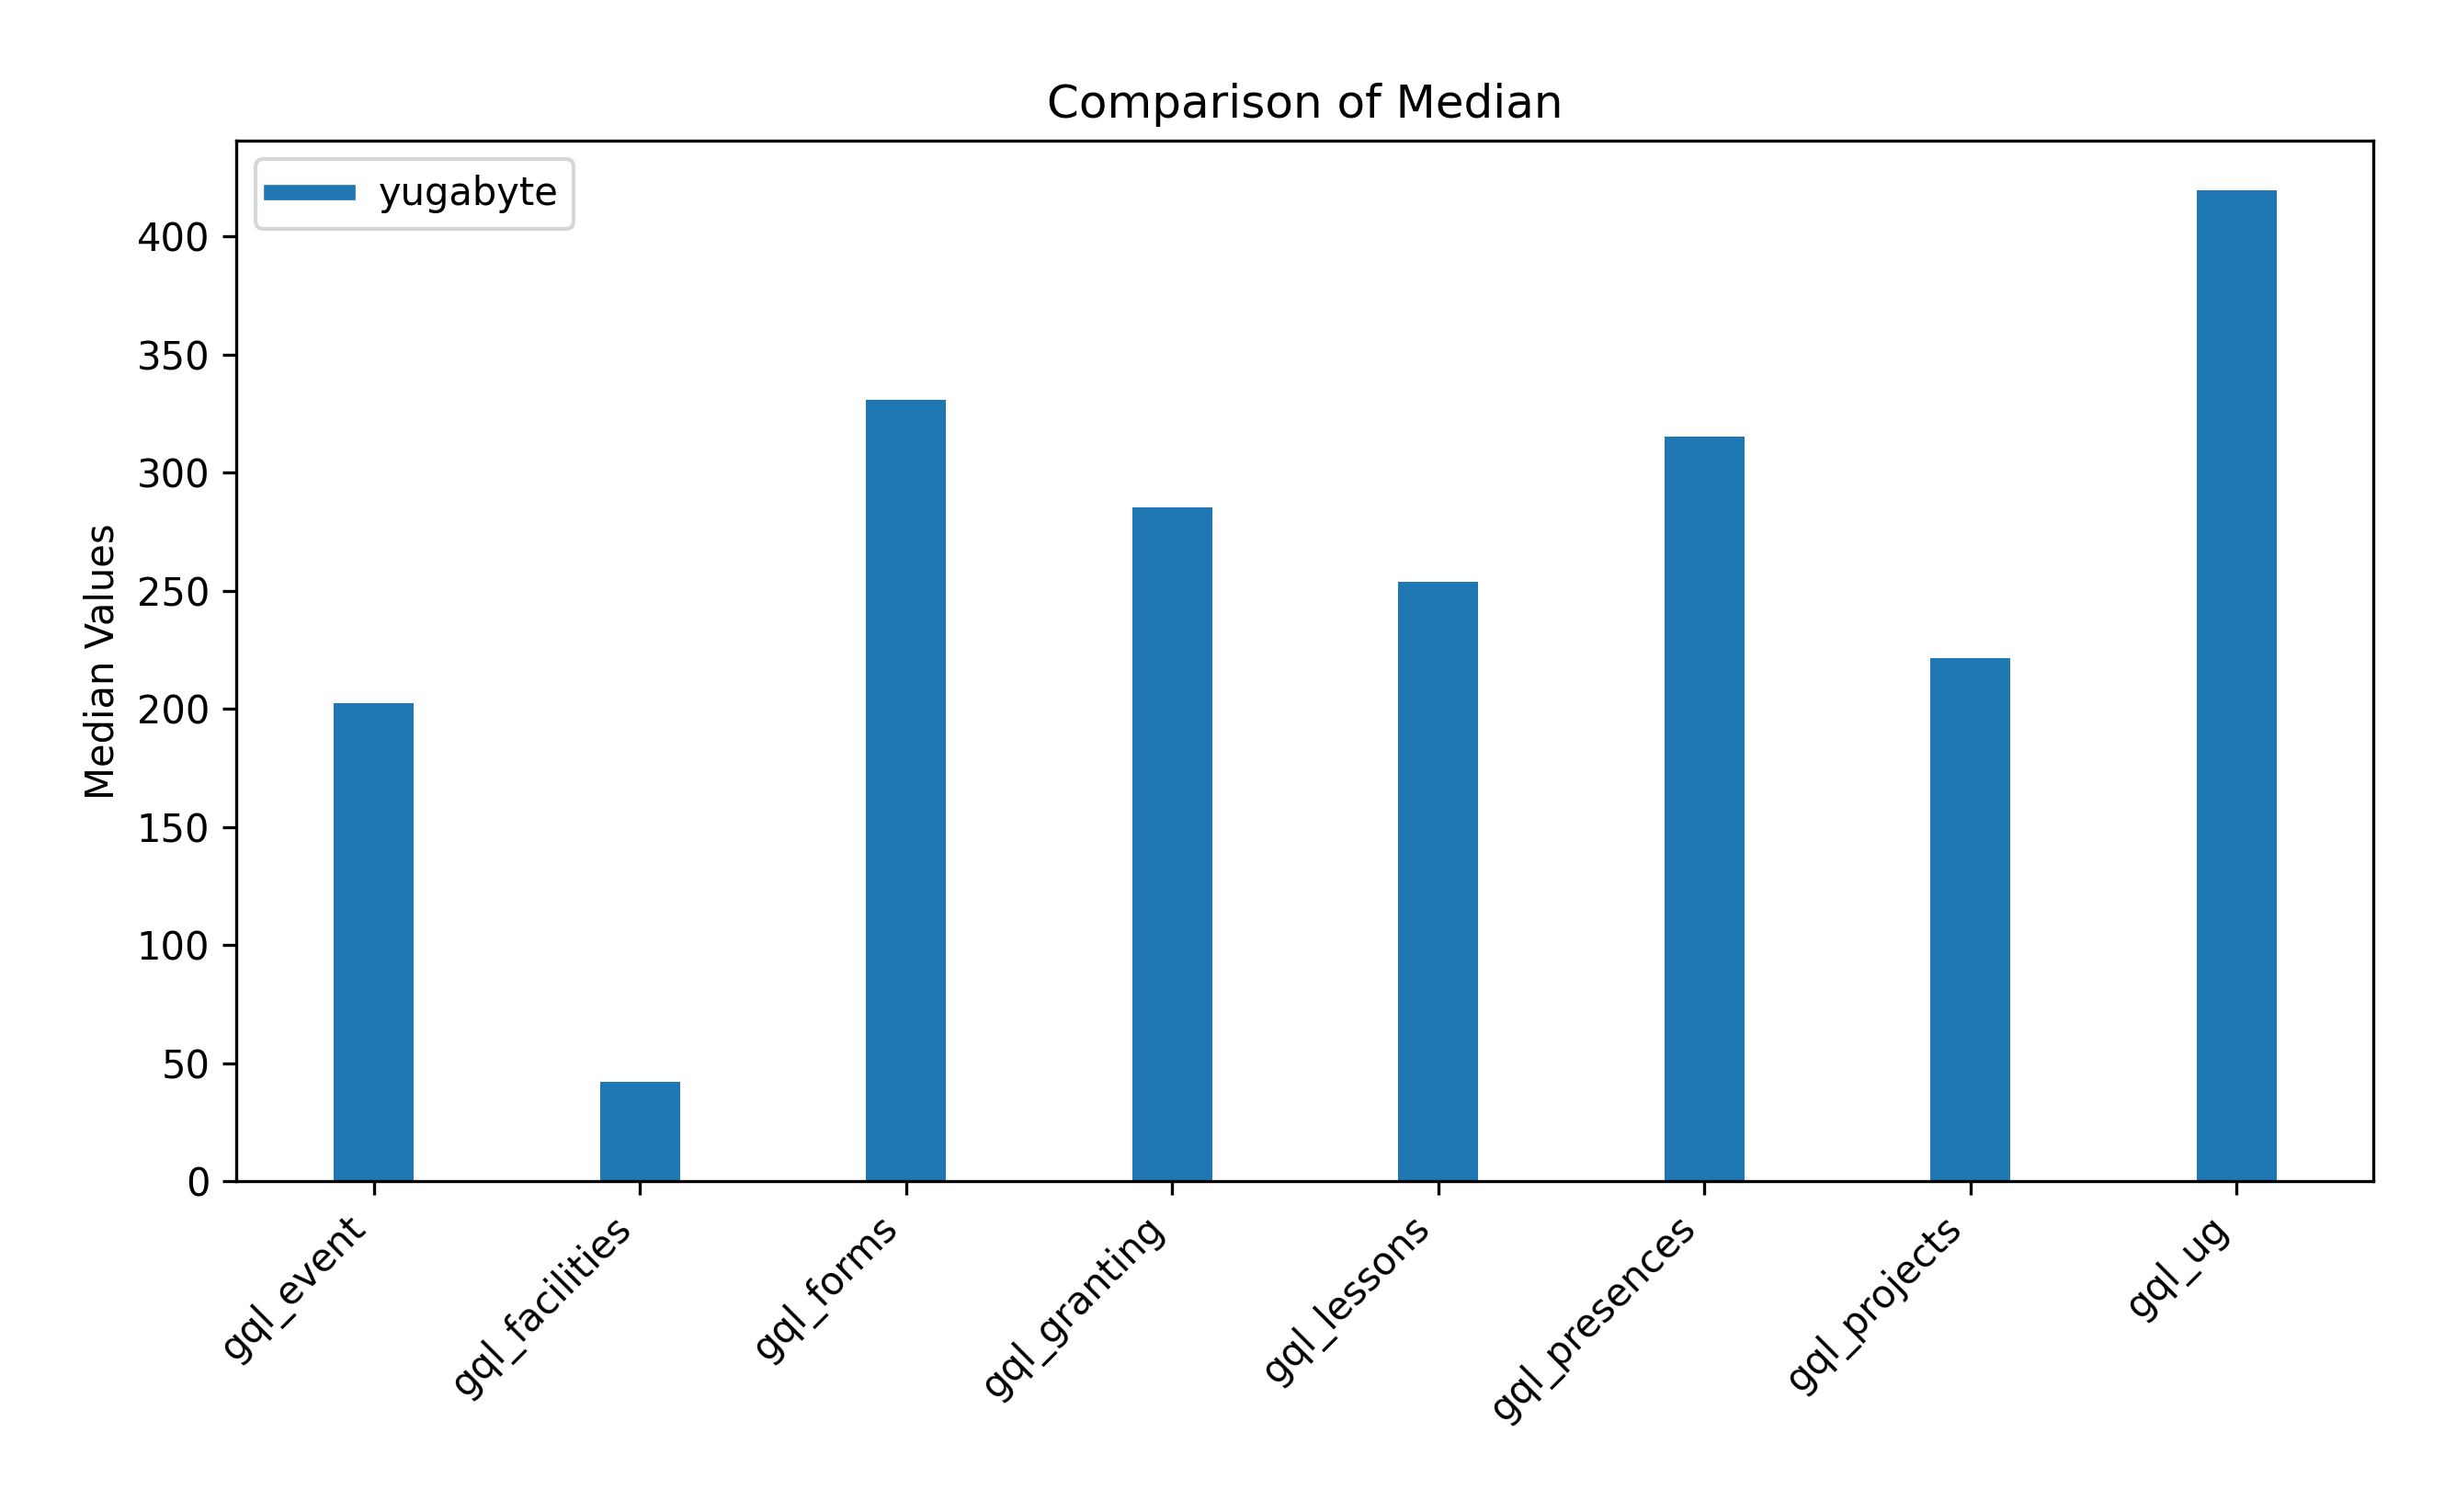 Comparison of Median
yugabyte
Median Values
400
350
300
250
200
150
100
50
0
gql_event
gql_facilities
gql_forms
gql_granting
gql_lessons
gql_presences
gql_projects
gql_ug